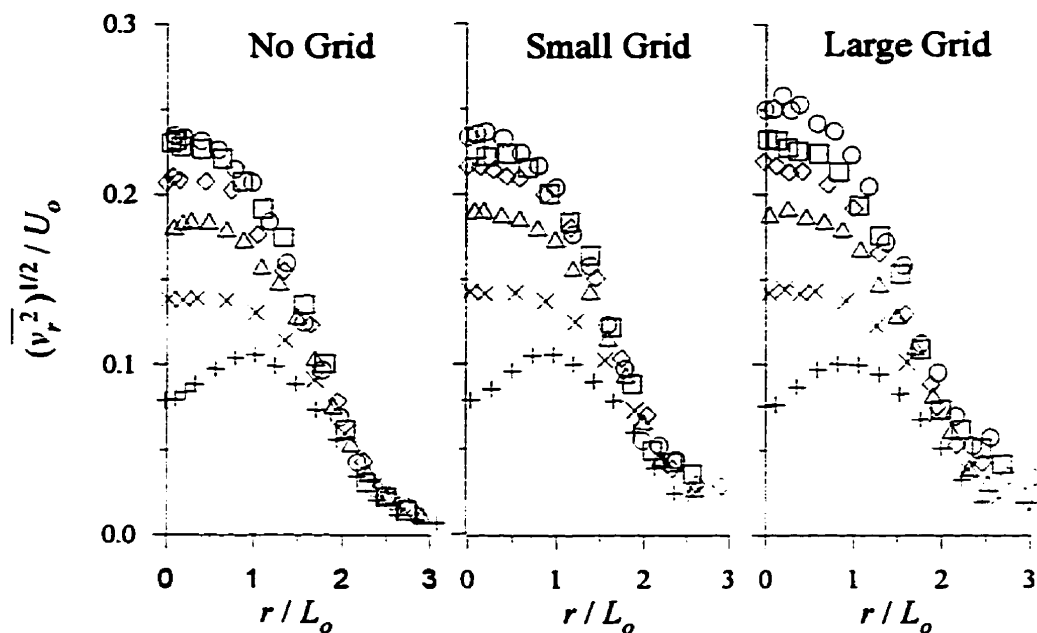 No Grid Small Grid Large Grid
0.3
0.2
0.1
0.0
(v_r^2)^{1/2} / U_o
0 1 2 3 0 1 2 3 0 1 2 3
r / L_o r / L_o r / L_o